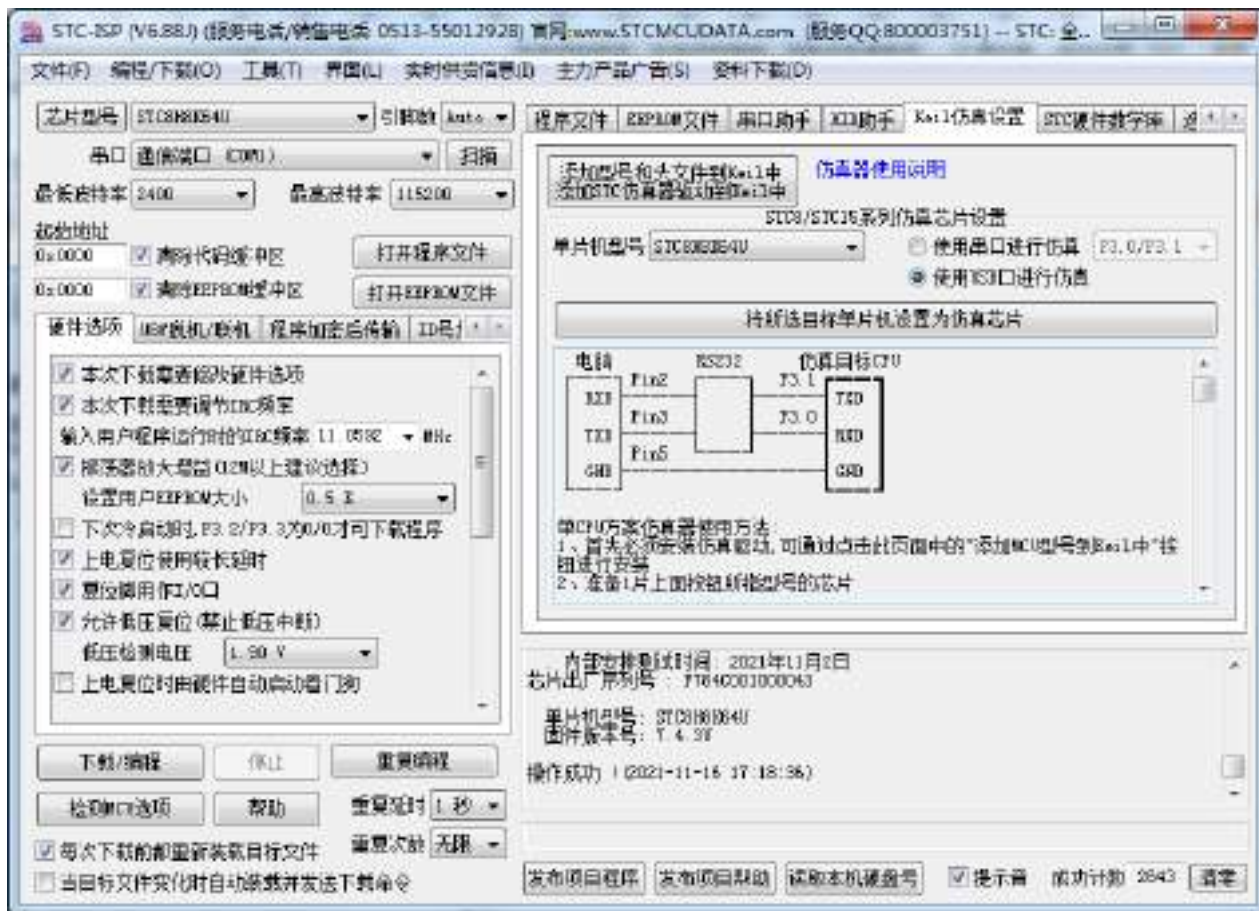 STC-ISP (V6.88J) (服务电话/销售电话: 0513-55012928) 官网:www.STCMCUDATA.com (服务QQ:800003751) -- STC: 全..
文件(F) 编程/下载(O) 工具(T) 界面(L) 实时供货信息(I) 主力产品广告(S) 资料下载(D)
芯片型号 STC8H8K64U 引脚数 Auto
串口 通信端口 (COM1) 扫描
最低波特率 2400 最高波特率 115200
起始地址
0x0000 清除代码缓冲区 打开程序文件
0x0000 清除EEPROM缓冲区 打开EEPROM文件
硬件选项 脱机/联机 程序加密后传输 ID号
本次下载需要修改硬件选项
本次下载需要调节IRC频率
输入用户程序运行时的IRC频率 11.0592 MHz
振荡器放大增益(12M以上建议选择)
设置用户EEPROM大小 0.5 K
下次冷启动时,P3.2/P3.3为0/0才可下载程序
上电复位使用较长延时
复位脚用作I/O口
允许低压复位(禁止低压中断)
低压检测电压 1.90 V
上电复位时由硬件自动启动看门狗
下载/编程 停止 重复编程
检测MCU选项 帮助 重复延时 1 秒
重复次数 无限
每次下载前都重新装载目标文件
当目标文件变化时自动装载并发送下载命令
程序文件 EEPROM文件 串口助手 HID助手 Keil仿真设置 STC硬件数学库 选
添加型号和头文件到Keil中
添加STC仿真器驱动到Keil中
仿真器使用说明
STC8/STC15系列仿真芯片设置
单片机型号 STC8H8K64U 使用串口进行仿真 P3.0/P3.1
使用USB口进行仿真
将所选目标单片机设置为仿真芯片
电脑 RS232 仿真目标CPU
RXD Pin2 P3.1 TXD
TXD Pin3 P3.0 RXD
GND Pin5 GND
单CPU方案仿真器使用方法:
1、首先必须安装仿真驱动,可通过点击此页面中的"添加MCU型号到Keil中"按
钮进行安装
2、准备1片上面按钮所指型号的芯片
内部安排测试时间: 2021年11月2日
芯片出厂序列号 :
单片机型号: STC8H8K64U
固件版本号:
操作成功 !(2021-11-16 17:18:36)
发布项目程序 发布项目帮助 读取本机硬盘号 提示音 成功计数 2643 清零